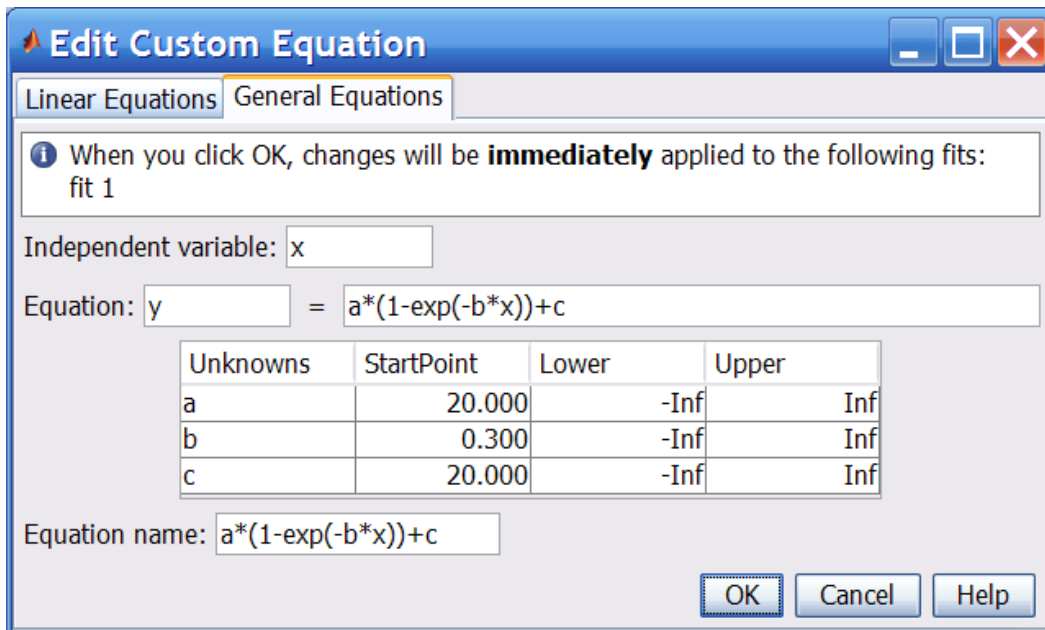 Edit Custom Equation
Linear Equations General Equations
When you click OK, changes will be immediately applied to the following fits:
fit 1
Independent variable: x
Equation: y = a*(1-exp(-b*x))+c
Unknowns StartPoint Lower Upper
a 20.000 -Inf Inf
b 0.300 -Inf Inf
c 20.000 -Inf Inf
Equation name: a*(1-exp(-b*x))+c
OK Cancel Help